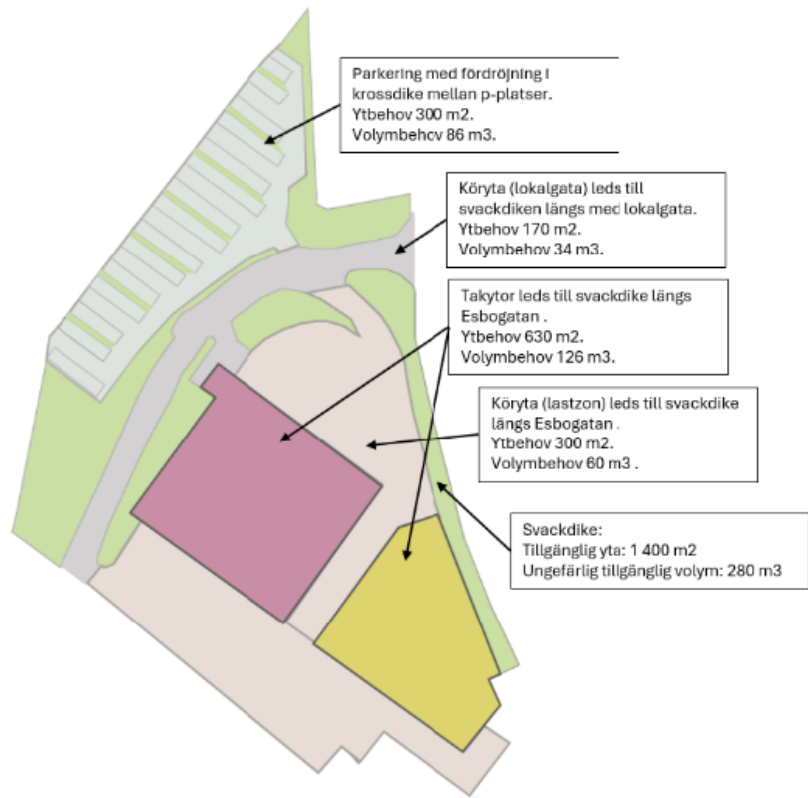 Parkering med fördröjning i
krossdike mellan p-platser.
Ytbehov 300 m2.
Volymbehov 86 m3.
Köryta (lokalgata) leds till
svackdiken längs med lokalgata.
Ytbehov 170 m2.
Volymbehov 34 m3.
Takytor leds till svackdike längs
Esbogatan .
Ytbehov 630 m2.
Volymbehov 126 m3.
Köryta (lastzon) leds till svackdike
längs Esbogatan .
Ytbehov 300 m2.
Volymbehov 60 m3 .
Svackdike:
Tillgänglig yta: 1 400 m2
Ungefärlig tillgänglig volym: 280 m3